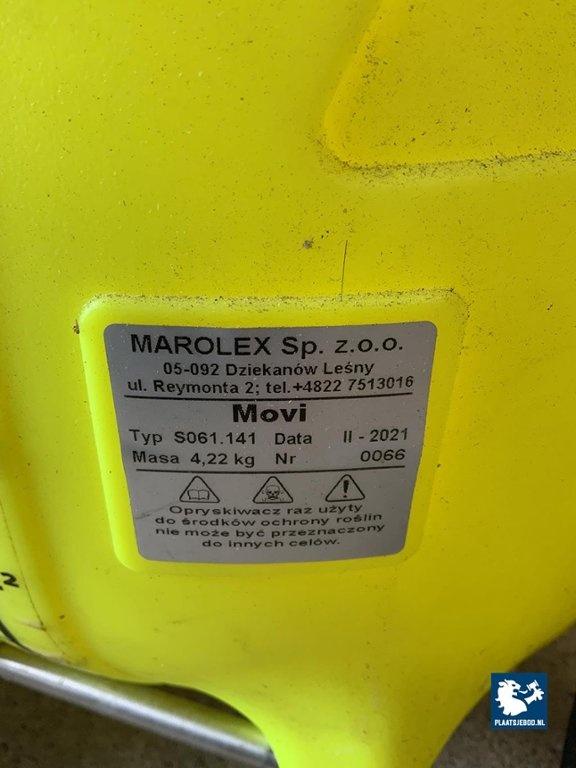 MAROLEX Sp. z.o.o.
05-092 Dziekanów Leśny
ul. Reymonta 2; tel.+4822 7513016
Movi
Typ S061.141 Data II - 2021
Masa 4,22 kg Nr 0066
Opryskiwacz raz użyty
do środków ochrony roślin
nie może być przeznaczony
do innych celów.
2
PLAATSJEBOD.NL